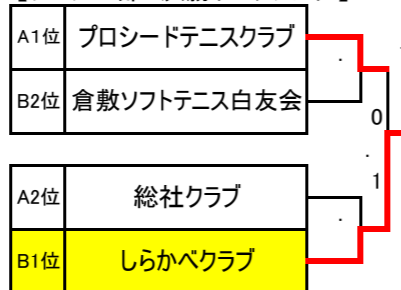 A1位 プロシードテニスクラブ
B2位 倉敷ソフトテニス白友会
0
1
A2位 総社クラブ
B1位 しらかべクラブ